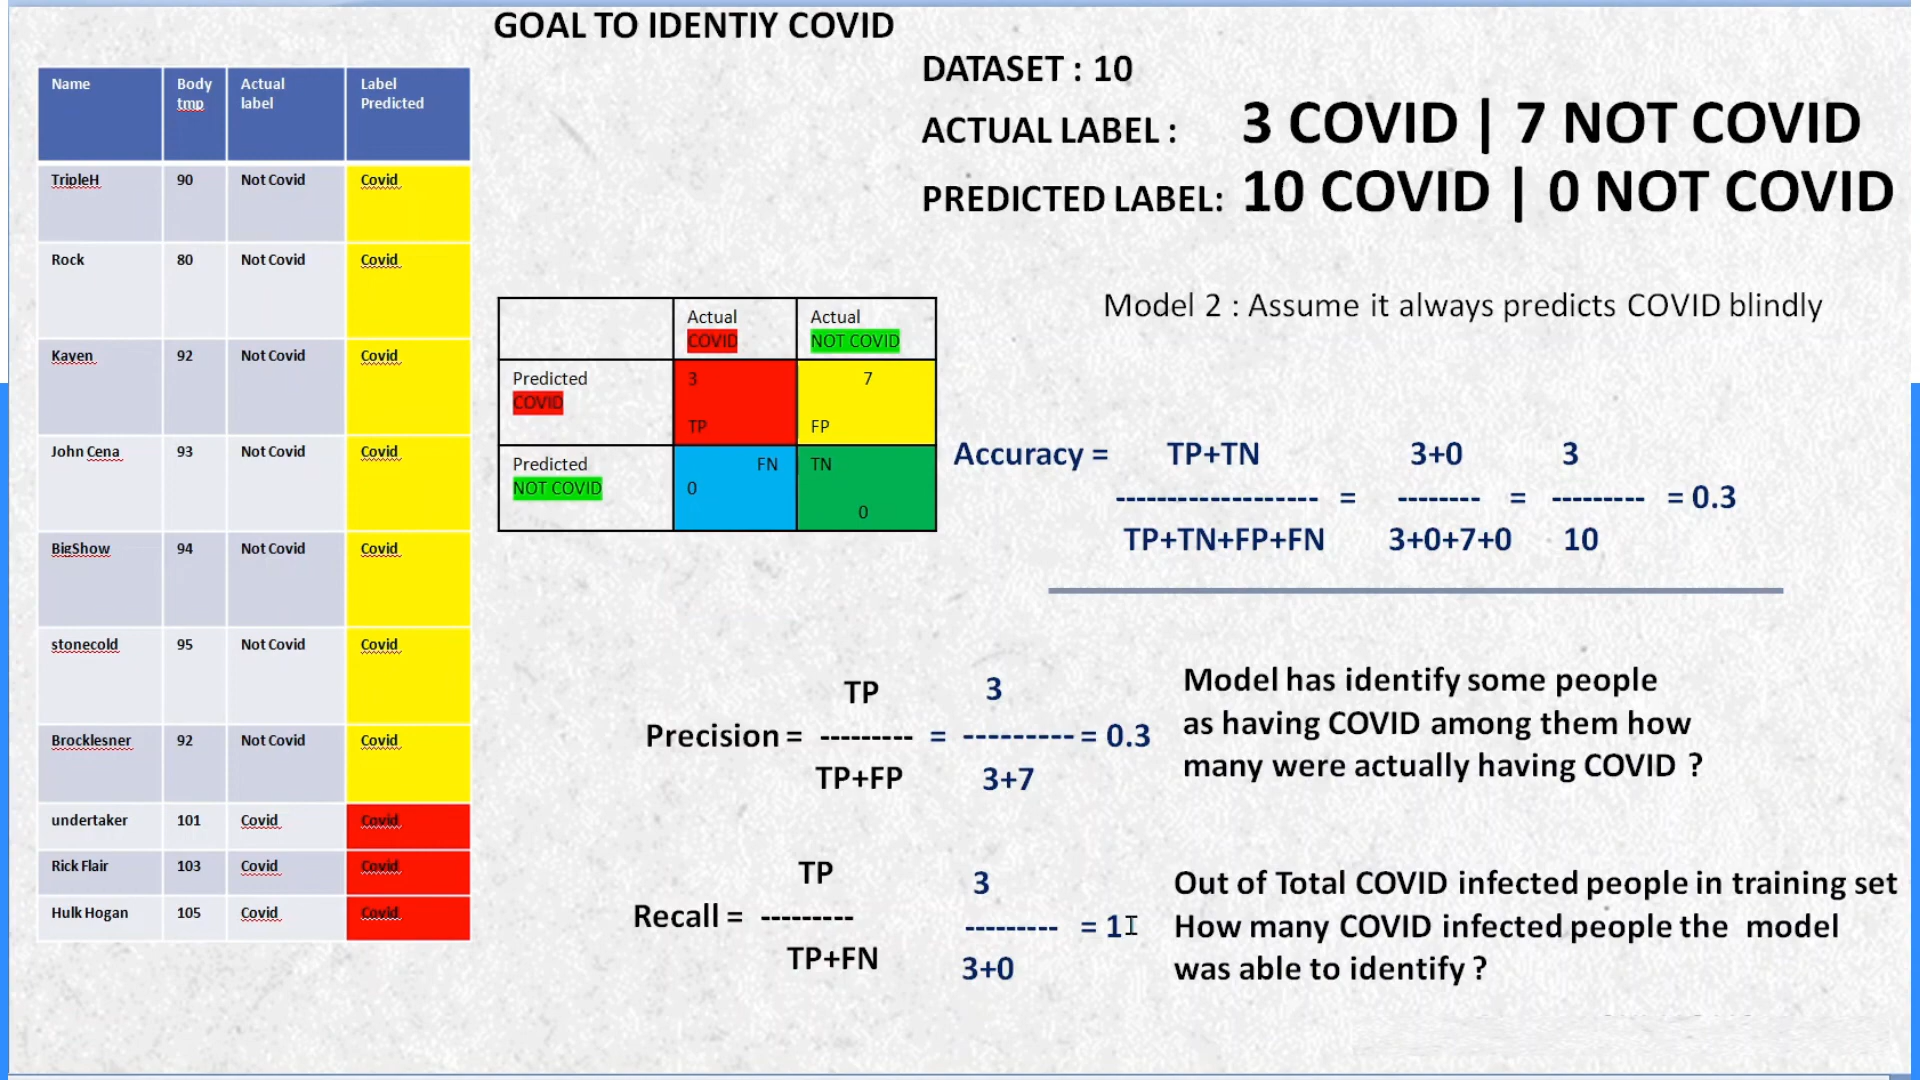 GOAL TO IDENTIY COVID
DATASET : 10
ACTUAL LABEL : 3 COVID | 7 NOT COVID
PREDICTED LABEL: 10 COVID | 0 NOT COVID
Name Body tmp Actual label Label Predicted
TripleH 90 Not Covid Covid
Rock 80 Not Covid Covid
Kayen 92 Not Covid Covid
John Cena 93 Not Covid Covid
BigShow 94 Not Covid Covid
stonecold 95 Not Covid Covid
Brocklesner 92 Not Covid Covid
undertaker 101 Covid Covid
Rick Flair 103 Covid Covid
Hulk Hogan 105 Covid Covid
Model 2 : Assume it always predicts COVID blindly
Actual Actual
COVID NOT COVID
Predicted 3 7
COVID
TP FP
Predicted FN TN
NOT COVID 0
0
TP+TN 3+0 3
Accuracy = ------------------- = -------- = --------- = 0.3
TP+TN+FP+FN 3+0+7+0 10
TP 3
Precision = --------- = --------- = 0.3
TP+FP 3+7
Model has identify some people
as having COVID among them how
many were actually having COVID ?
TP 3
Recall = --------- --------- = 1
TP+FN 3+0
Out of Total COVID infected people in training set
How many COVID infected people the model
was able to identify ?